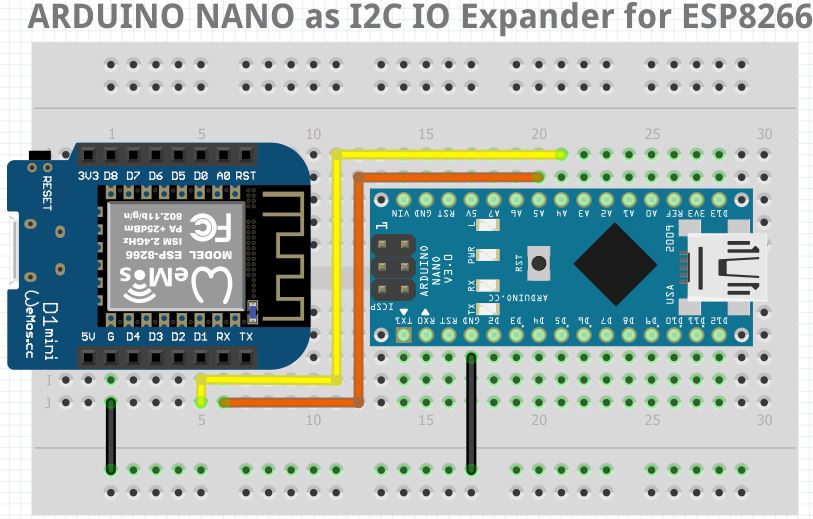 ARDUINO NANO as I2C IO Expander for ESP8266
1 5 10 15 20 25 30
3V3 D8 D7 D6 D5 D0 A0 RST
RESET
802.11b/g/n
PA +25dBm
ISM 2.4GHz
FC
MODEL ESP-8266
WeMos
D1mini
WeMos.cc
5V G D4 D3 D2 D1 RX TX
VIN GND RST 5V A7 A6 A5 A4 A3 A2 A1 A0 REF 3V3 D13
1
L
PWR
RX
TX
ARDUINO
NANO
V3.0
ICSP
RST
ARDUINO.CC
USA
TX1 RX0 RST GND D2 D3 D4 D5 D6 D7 D8 D9 D10 D11 D12
I
J
5 10 15 20 25 30